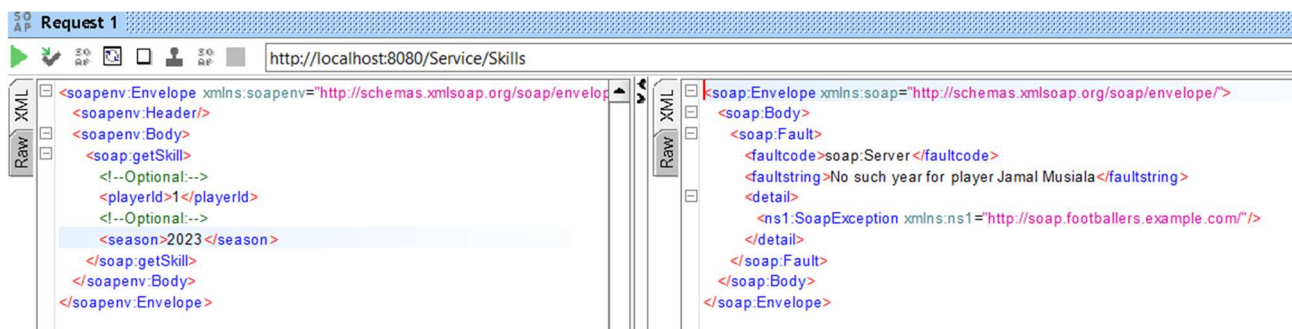 SO AP Request 1
http://localhost:8080/Service/Skills
XML
Raw
<soapenv:Envelope xmlns:soapenv="http://schemas.xmlsoap.org/soap/envelop
<soapenv:Header/>
<soapenv:Body>
<soap:getSkill>
<!--Optional:-->
<playerId>1</playerId>
<!--Optional:-->
<season>2023</season>
</soap:getSkill>
</soapenv:Body>
</soapenv:Envelope>
XML
Raw
<soap:Envelope xmlns:soap="http://schemas.xmlsoap.org/soap/envelope/">
<soap:Body>
<soap:Fault>
<faultcode>soap:Server</faultcode>
<faultstring>No such year for player Jamal Musiala</faultstring>
<detail>
<ns1:SoapException xmlns:ns1="http://soap.footballers.example.com/"/>
</detail>
</soap:Fault>
</soap:Body>
</soap:Envelope>